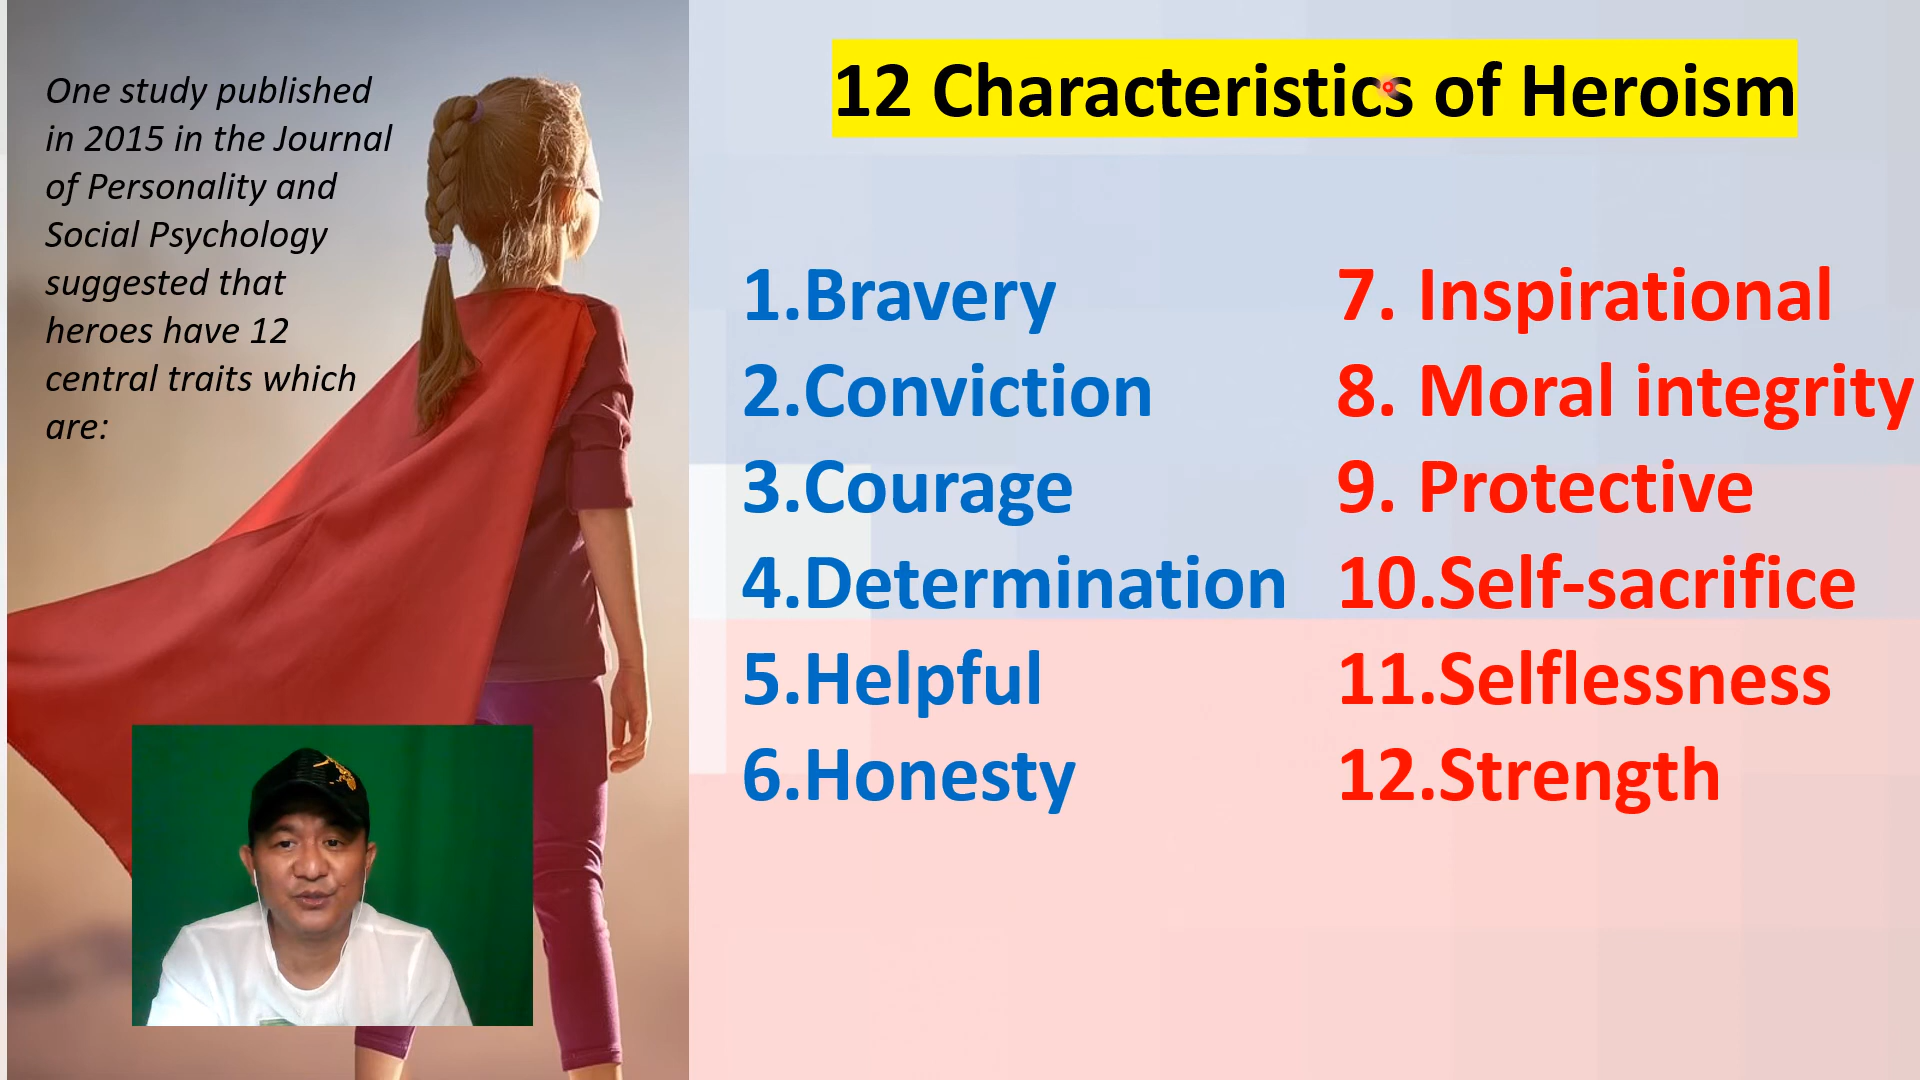 One study published
in 2015 in the Journal
of Personality and
Social Psychology
suggested that
heroes have 12
central traits which
are:
12 Characteristics of Heroism
1.Bravery
2.Conviction
3.Courage
4.Determination
5.Helpful
6.Honesty
7. Inspirational
8. Moral integrity
9. Protective
10.Self-sacrifice
11.Selflessness
12.Strength